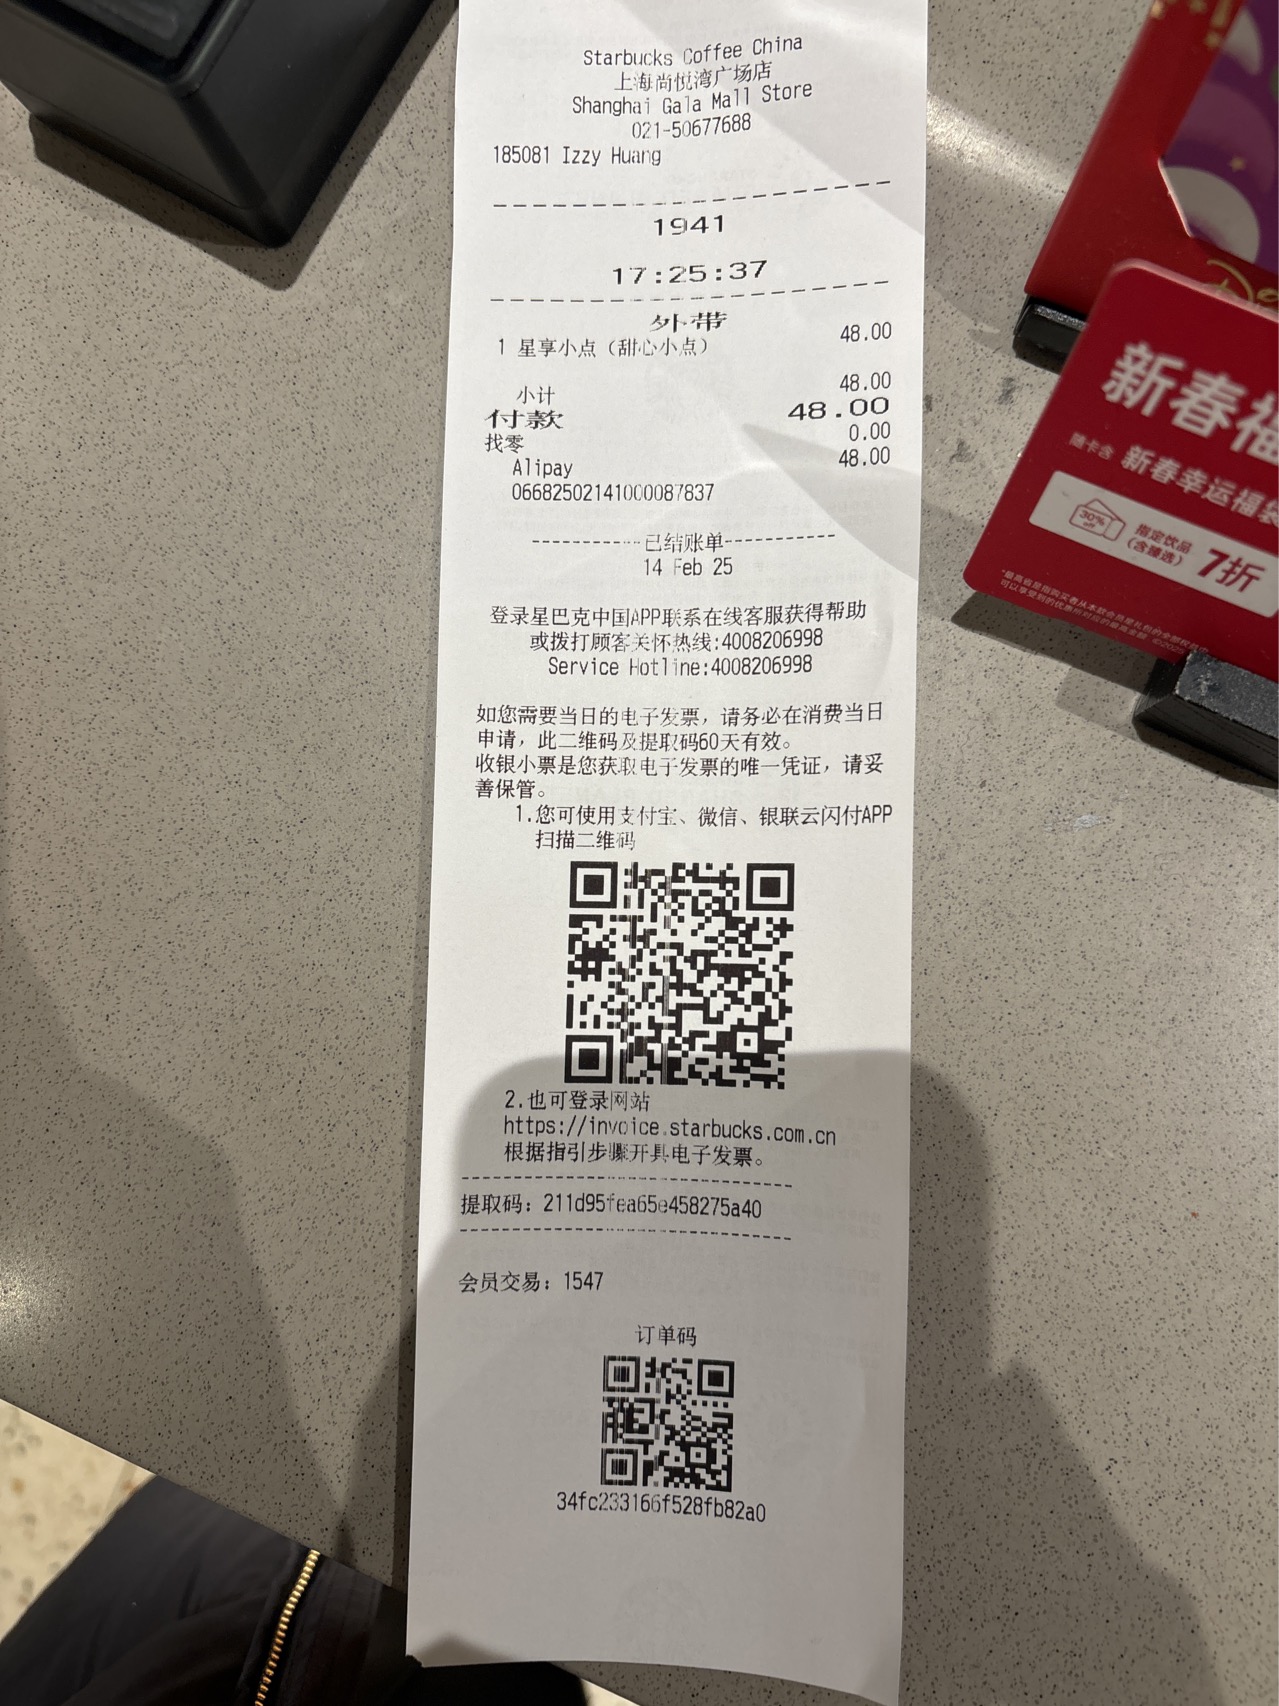 Starbucks Coffee China
上海尚悦湾广场店
Shanghai Gala Mall Store
021-50677688
185081 Izzy Huang
1941
17:25:37
外带
1 星享小点（甜心小点） 48.00
小计 48.00
付款 48.00
找零 0.00
Alipay 48.00
06682502141000087837
已结账单
14 Feb 25
登录星巴克中国APP联系在线客服获得帮助
或拨打顾客关怀热线:4008206998
Service Hotline:4008206998
如您需要当日的电子发票，请务必在消费当日
申请，此二维码及提取码60天有效。
收银小票是您获取电子发票的唯一凭证，请妥
善保管。
1.您可使用支付宝、微信、银联云闪付APP
扫描二维码
2.也可登录网站
https://invoice.starbucks.com.cn
根据指引步骤开具电子发票。
提取码: 211d95fea65e458275a40
会员交易: 1547
订单码
34fc233166f528fb82a0
新春福
随卡含 新春幸运福袋
30% off
指定饮品
(含臻选) 7折